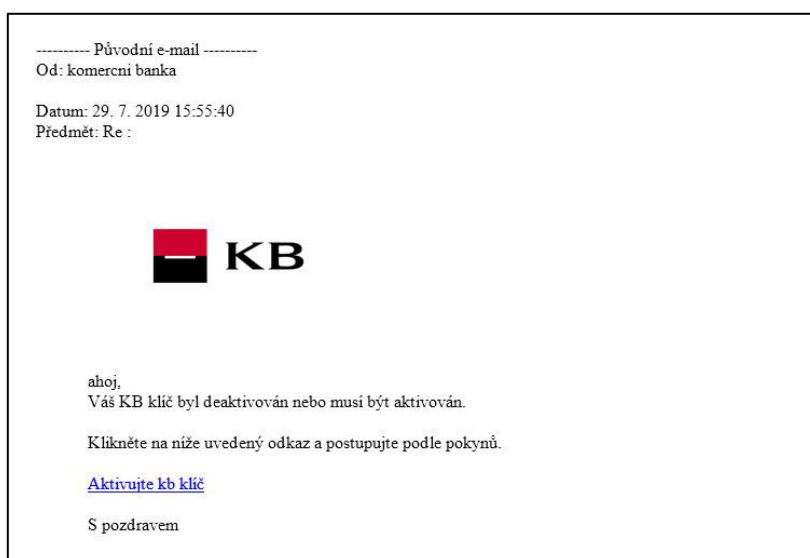 ---------- Původní e-mail ----------
Od: komercni banka
Datum: 29. 7. 2019 15:55:40
Předmět: Re :
KB
ahoj,
Váš KB klíč byl deaktivován nebo musí být aktivován.
Klikněte na níže uvedený odkaz a postupujte podle pokynů.
Aktivujte kb klíč
S pozdravem